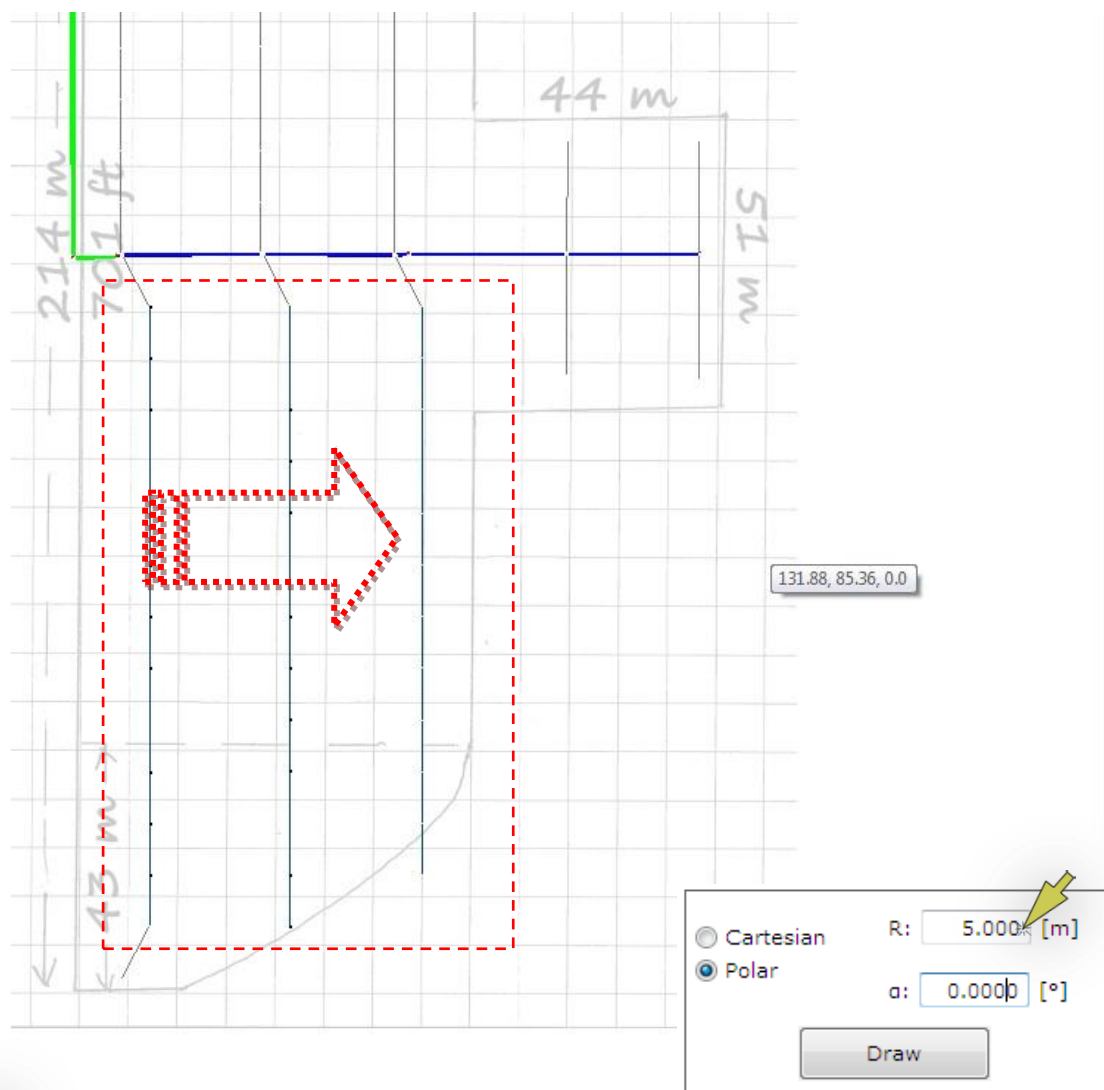 44 m
214 m
701 ft
51 m
131.88, 85.36, 0.0
43 m
Cartesian
R: 5.000 [m]
Polar
α: 0.0000 [°]
Draw